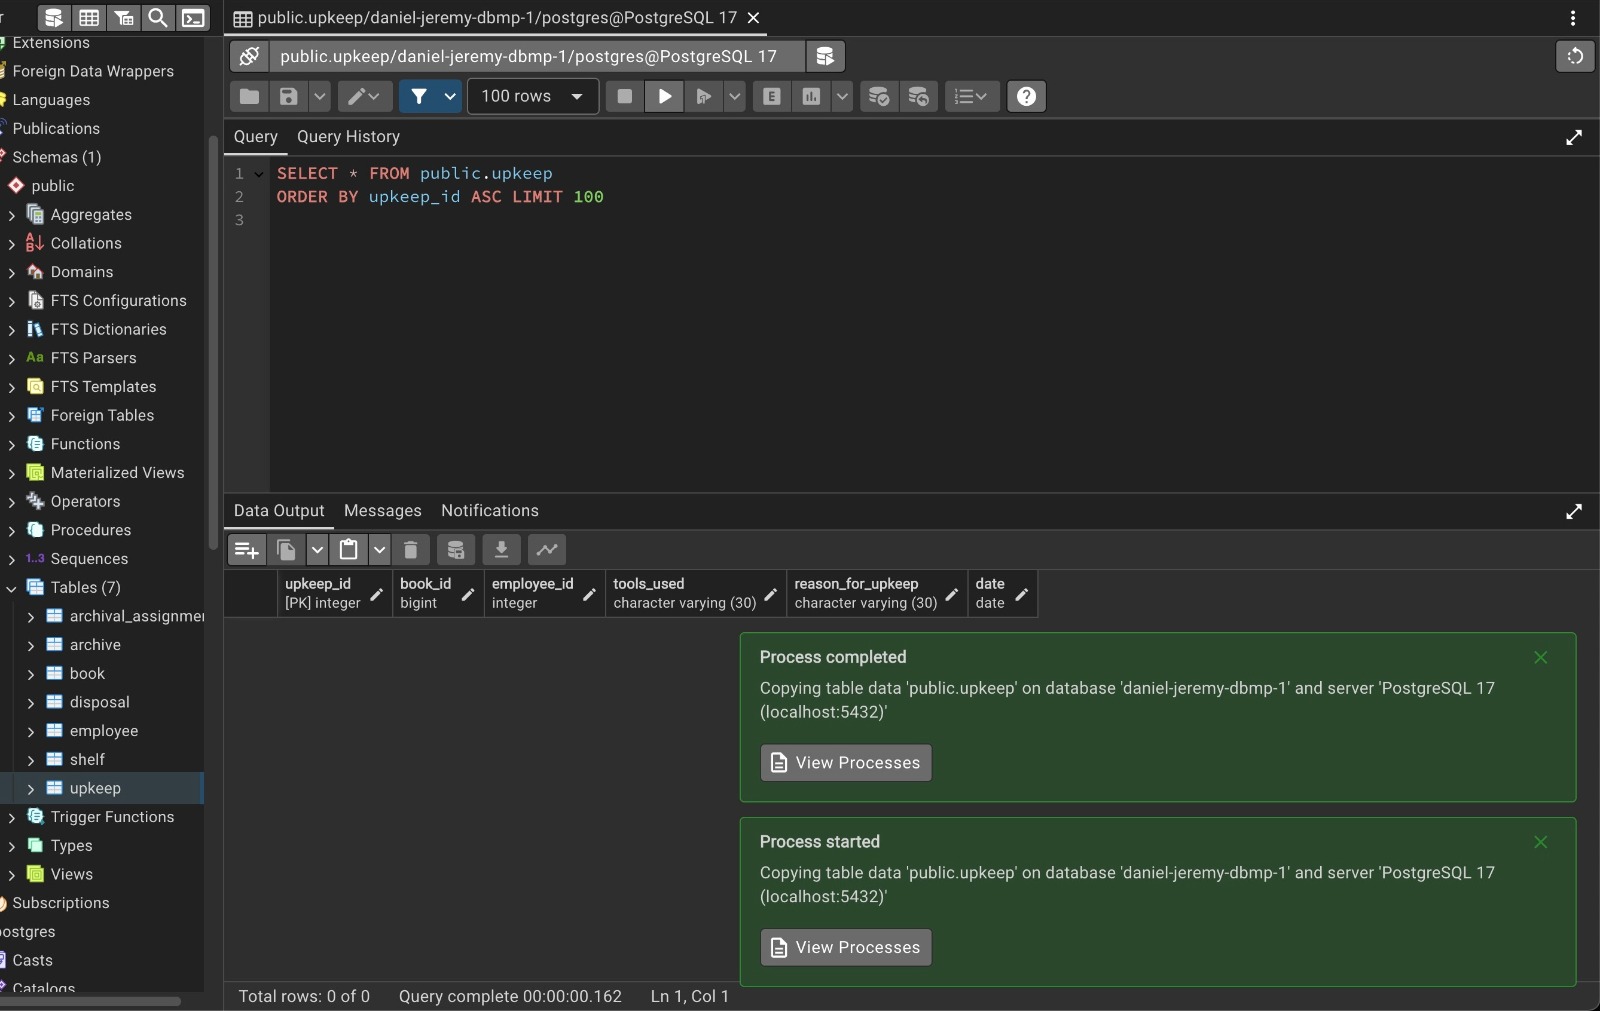 public.upkeep/daniel-jeremy-dbmp-1/postgres@PostgreSQL 17
public.upkeep/daniel-jeremy-dbmp-1/postgres@PostgreSQL 17
100 rows
E
?
Query
Query History
1
SELECT * FROM public.upkeep
2
ORDER BY upkeep_id ASC LIMIT 100
3
Extensions
Foreign Data Wrappers
Languages
Publications
Schemas (1)
public
Aggregates
Collations
Domains
FTS Configurations
FTS Dictionaries
Aa FTS Parsers
FTS Templates
Foreign Tables
Functions
Materialized Views
Operators
Procedures
1..3 Sequences
Tables (7)
archival_assignmer
archive
book
disposal
employee
shelf
upkeep
Trigger Functions
Types
Views
Subscriptions
ostgres
Casts
Catalogs
Data Output
Messages
Notifications
upkeep_id
[PK] integer
book_id
bigint
employee_id
integer
tools_used
character varying (30)
reason_for_upkeep
character varying (30)
date
date
Process completed
Copying table data 'public.upkeep' on database 'daniel-jeremy-dbmp-1' and server 'PostgreSQL 17
(localhost:5432)'
View Processes
Process started
Copying table data 'public.upkeep' on database 'daniel-jeremy-dbmp-1' and server 'PostgreSQL 17
(localhost:5432)'
View Processes
Total rows: 0 of 0
Query complete 00:00:00.162
Ln 1, Col 1